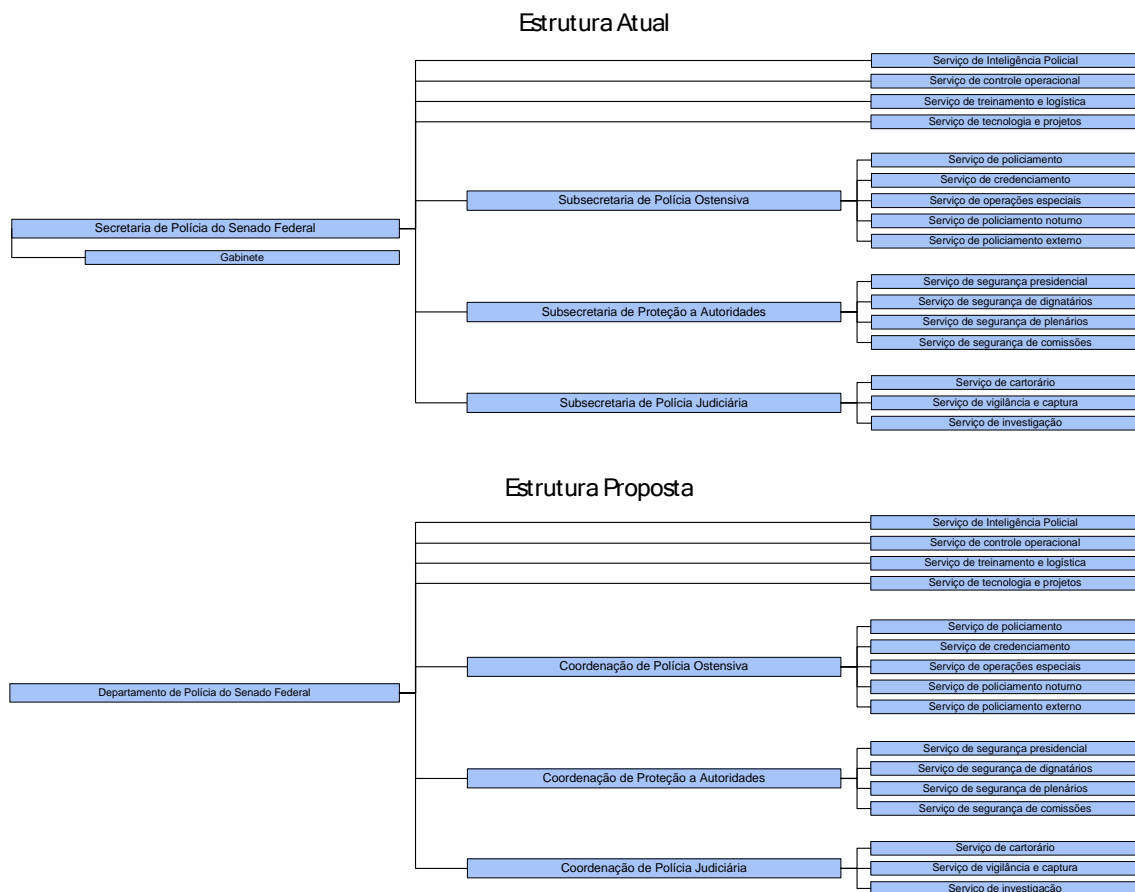 Estrutura Atual
Serviço de Inteligência Policial
Serviço de controle operacional
Serviço de treinamento e logística
Serviço de tecnologia e projetos
Serviço de policiamento
Serviço de credenciamento
Subsecretaria de Polícia Ostensiva
Serviço de operações especiais
Serviço de policiamento noturno
Secretaria de Polícia do Senado Federal
Serviço de policiamento externo
Gabinete
Serviço de segurança presidencial
Serviço de segurança de dignatários
Subsecretaria de Proteção a Autoridades
Serviço de segurança de plenários
Serviço de segurança de comissões
Serviço de cartorário
Subsecretaria de Polícia Judiciária
Serviço de vigilância e captura
Serviço de investigação
Estrutura Proposta
Serviço de Inteligência Policial
Serviço de controle operacional
Serviço de treinamento e logística
Serviço de tecnologia e projetos
Serviço de policiamento
Serviço de credenciamento
Coordenação de Polícia Ostensiva
Serviço de operações especiais
Serviço de policiamento noturno
Departamento de Polícia do Senado Federal
Serviço de policiamento externo
Serviço de segurança presidencial
Serviço de segurança de dignatários
Coordenação de Proteção a Autoridades
Serviço de segurança de plenários
Serviço de segurança de comissões
Serviço de cartorário
Coordenação de Polícia Judiciária
Serviço de vigilância e captura
Serviço de investigação